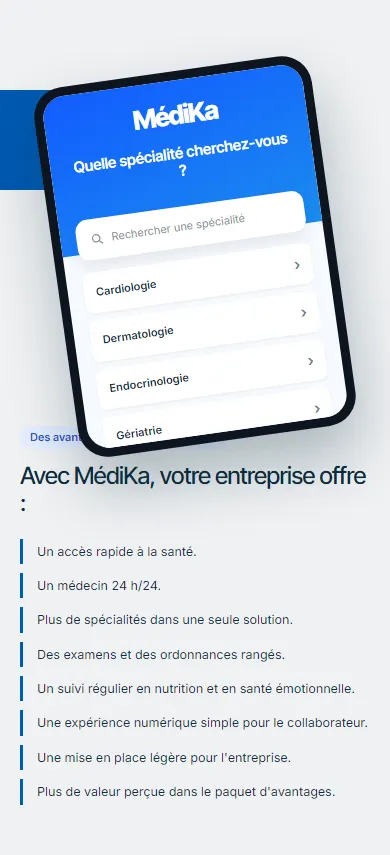 MédiKa
Quelle spécialité cherchez-vous
?
Rechercher une spécialité
Cardiologie
Dermatologie
Endocrinologie
Gériatrie
Des avan
Avec MédiKa, votre entreprise offre
:
Un accès rapide à la santé.
Un médecin 24 h/24.
Plus de spécialités dans une seule solution.
Des examens et des ordonnances rangés.
Un suivi régulier en nutrition et en santé émotionnelle.
Une expérience numérique simple pour le collaborateur.
Une mise en place légère pour l'entreprise.
Plus de valeur perçue dans le paquet d'avantages.